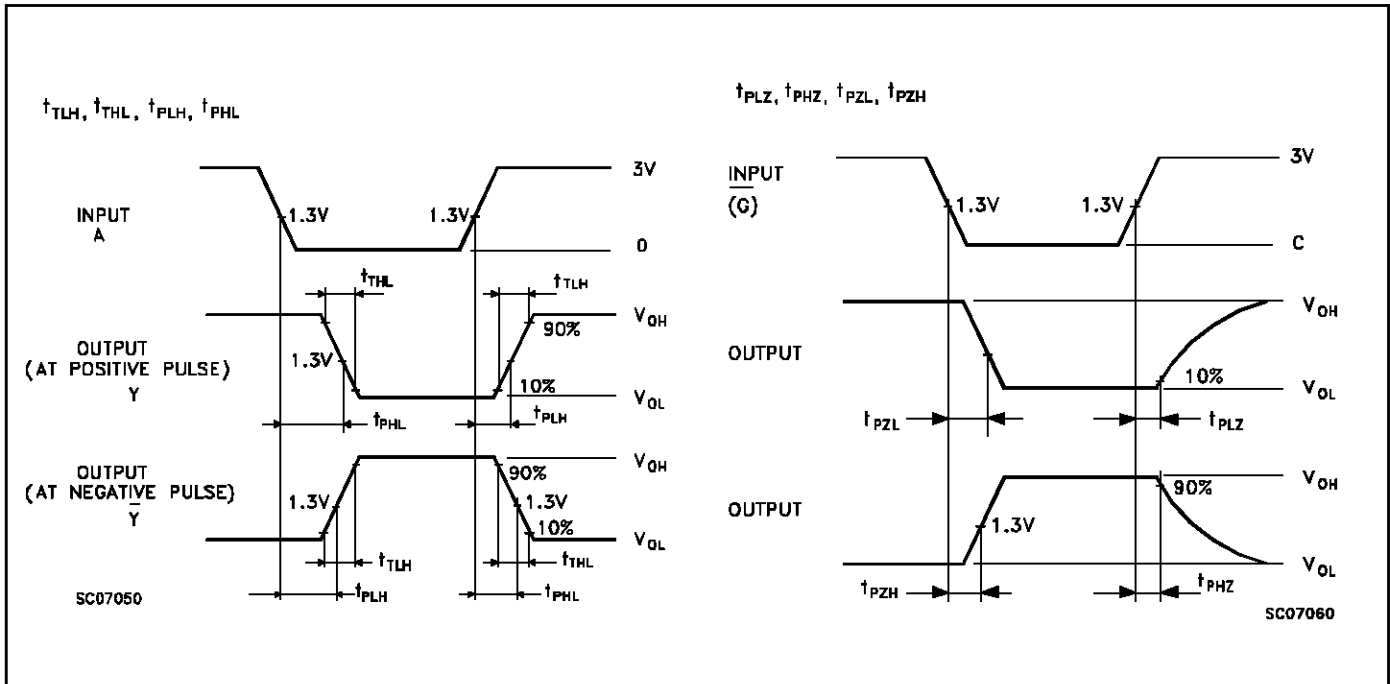 tTLH, tTHL, tPLH, tPHL
3V
INPUT
A
1.3V
1.3V
0
tTHL
tTLH
VOH
90%
OUTPUT
(AT POSITIVE PULSE)
Y
1.3V
10%
VOL
tPHL
tPLH
OUTPUT
(AT NEGATIVE PULSE)
Y̅
VOH
90%
1.3V
1.3V
10%
VOL
tTLH
tTHL
tPLH
tPHL
SC07050
tPLZ, tPHZ, tPZL, tPZH
3V
INPUT
(G̅)
1.3V
1.3V
C
VOH
OUTPUT
10%
VOL
tPZL
tPLZ
VOH
90%
OUTPUT
1.3V
VOL
tPZH
tPHZ
SC07060